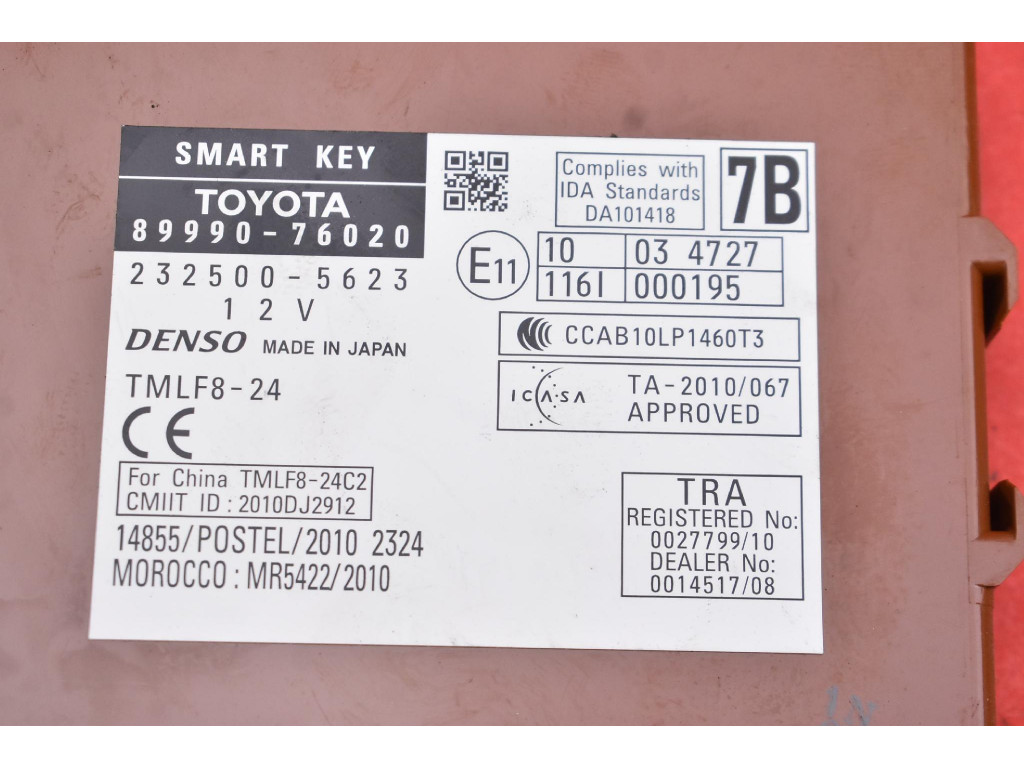 SMART KEY
TOYOTA
89990-76020
232500-5623
12V
DENSO MADE IN JAPAN
TMLF8-24
CE
For China TMLF8-24C2
CMIIT ID : 2010DJ2912
14855/POSTEL/2010 2324
MOROCCO : MR5422/2010
Complies with
IDA Standards
DA101418
7B
E11
10 03 4727
116I 000195
CCAB10LP1460T3
ICASA
TA-2010/067
APPROVED
TRA
REGISTERED No:
0027799/10
DEALER No:
0014517/08